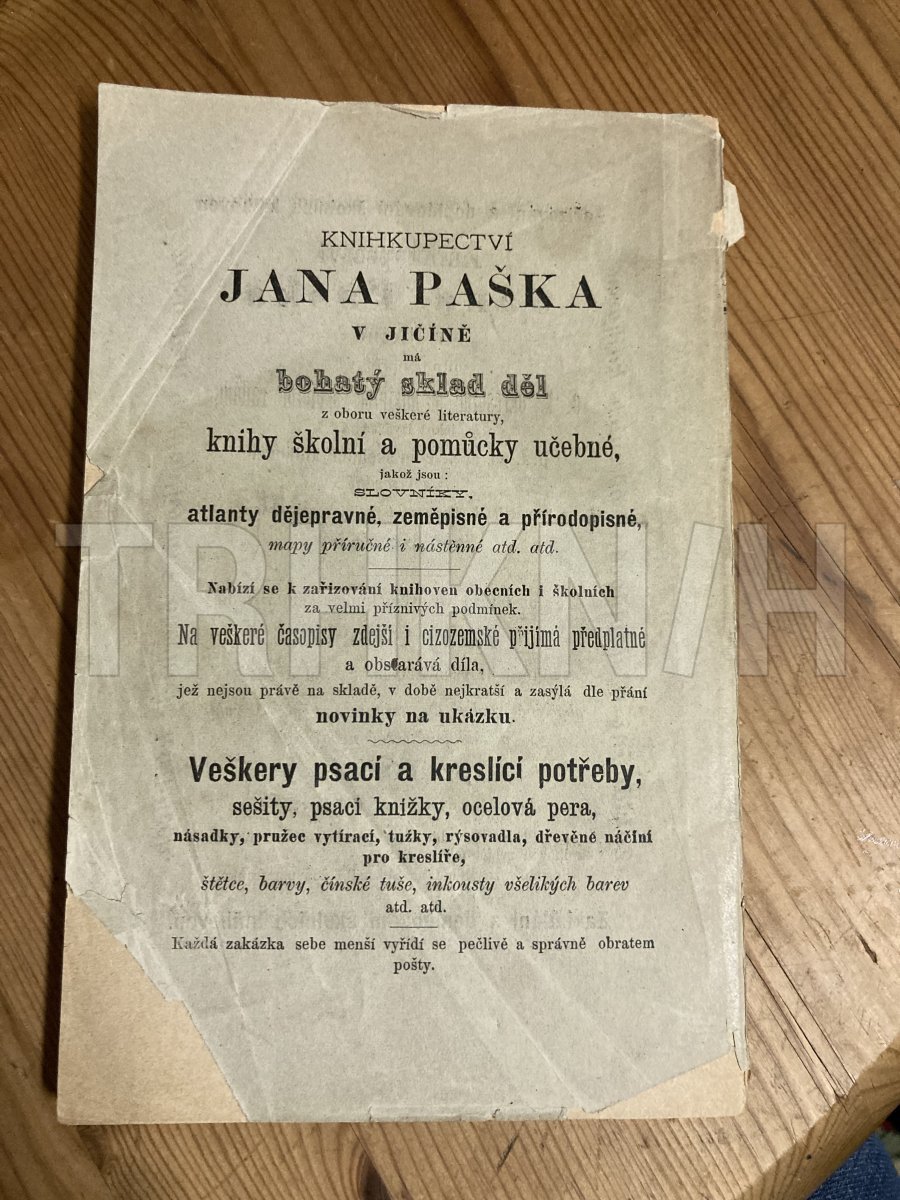 KNIHKUPECTVÍ
JANA PAŠKA
V JIČÍNĚ
má
bohatý sklad děl
z oboru veškeré literatury,
knihy školní a pomůcky učebné,
jakož jsou :
SLOVNÍKY,
atlanty dějepravné, zeměpisné a přírodopisné,
mapy příručné i nástěnné atd. atd.
Nabízí se k zařizování knihoven obecních i školních
za velmi příznivých podmínek.
Na veškeré časopisy zdejší i cizozemské přijímá předplatné
a obstarává díla,
jež nejsou právě na skladě, v době nejkratší a zasýlá dle přání
novinky na ukázku.
Veškery psací a kreslící potřeby,
sešity, psaci knížky, ocelová pera,
násadky, pružec vytírací, tužky, rýsovadla, dřevěné náčiní
pro kreslíře,
štětce, barvy, čínské tuše, inkousty všelikých barev
atd. atd.
Každá zakázka sebe menší vyřídí se pečlivě a správně obratem
pošty.
TRHKNIH